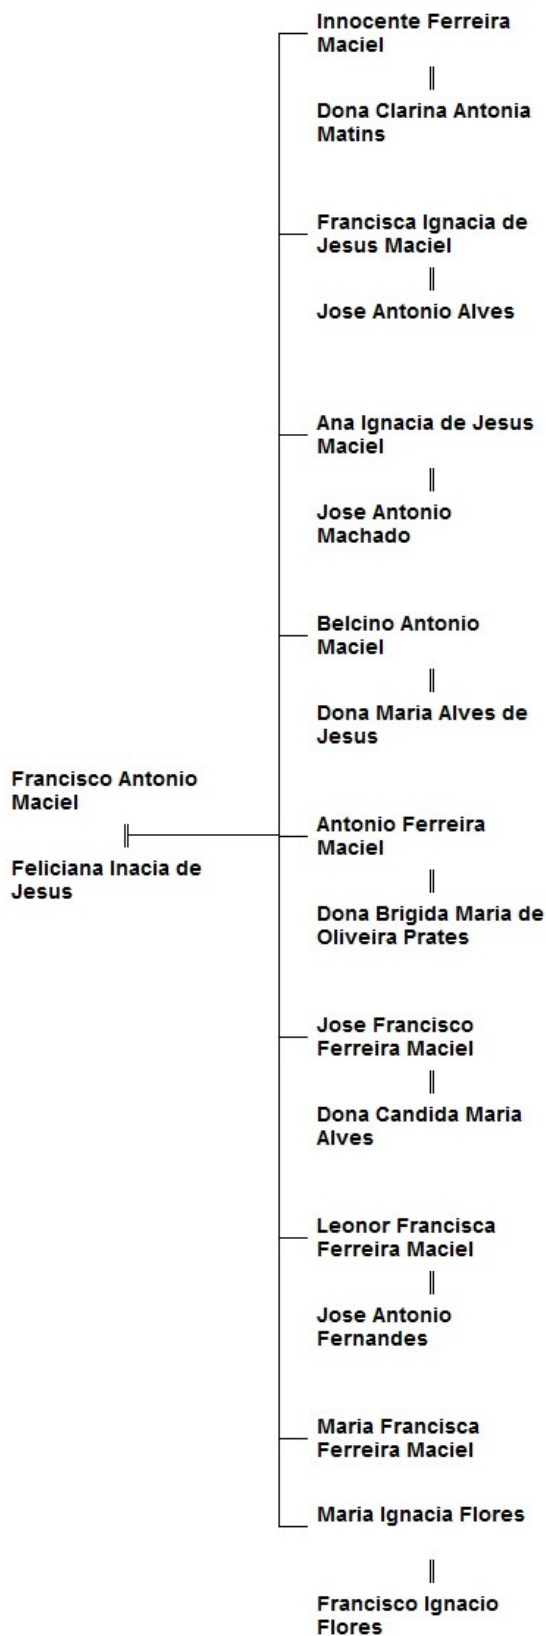 Francisco Antonio
Maciel
Feliciana Inacia de
Jesus
Innocente Ferreira
Maciel
Dona Clarina Antonia
Matins
Francisca Ignacia de
Jesus Maciel
Jose Antonio Alves
Ana Ignacia de Jesus
Maciel
Jose Antonio
Machado
Belcino Antonio
Maciel
Dona Maria Alves de
Jesus
Antonio Ferreira
Maciel
Dona Brigida Maria de
Oliveira Prates
Jose Francisco
Ferreira Maciel
Dona Candida Maria
Alves
Leonor Francisca
Ferreira Maciel
Jose Antonio
Fernandes
Maria Francisca
Ferreira Maciel
Maria Ignacia Flores
Francisco Ignacio
Flores